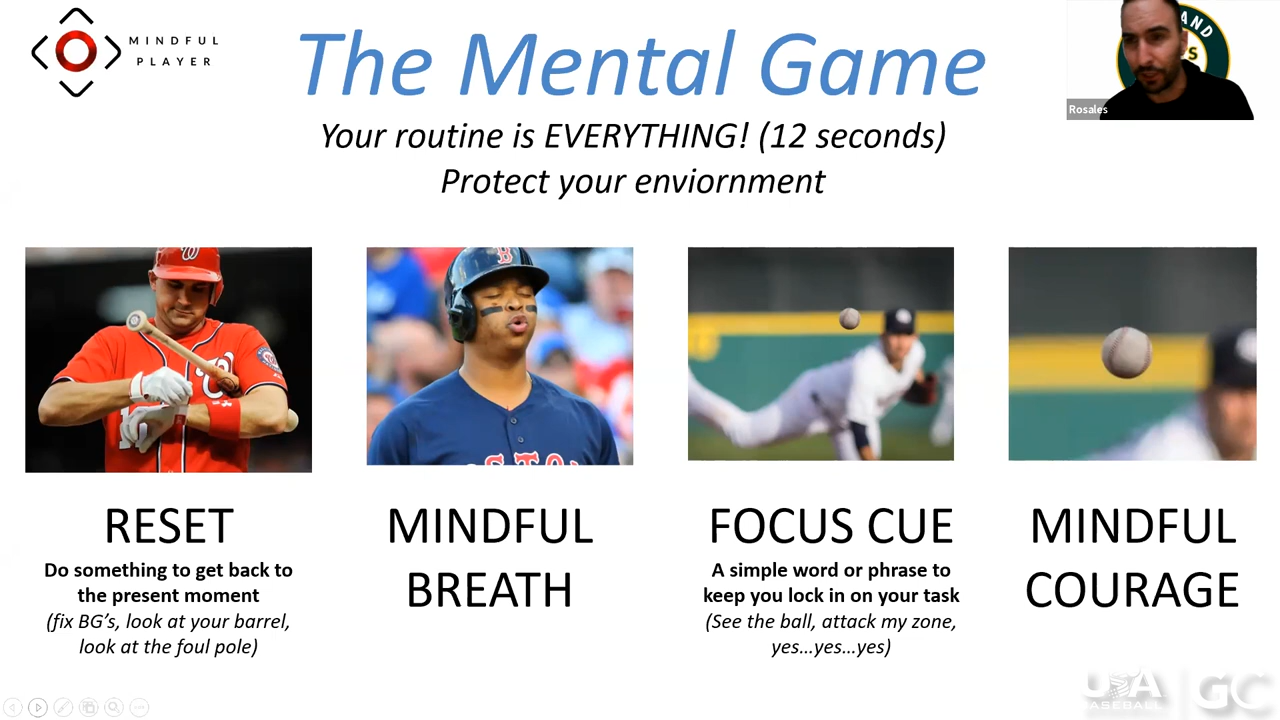 MINDFUL
PLAYER
The Mental Game
Your routine is EVERYTHING! (12 seconds)
Protect your enviornment
AND
S
Rosales
W
W
B
RESET
Do something to get back to
the present moment
(fix BG's, look at your barrel,
look at the foul pole)
MINDFUL
BREATH
FOCUS CUE
A simple word or phrase to
keep you lock in on your task
(See the ball, attack my zone,
yes...yes...yes)
MINDFUL
COURAGE
USA
BASEBALL
GC